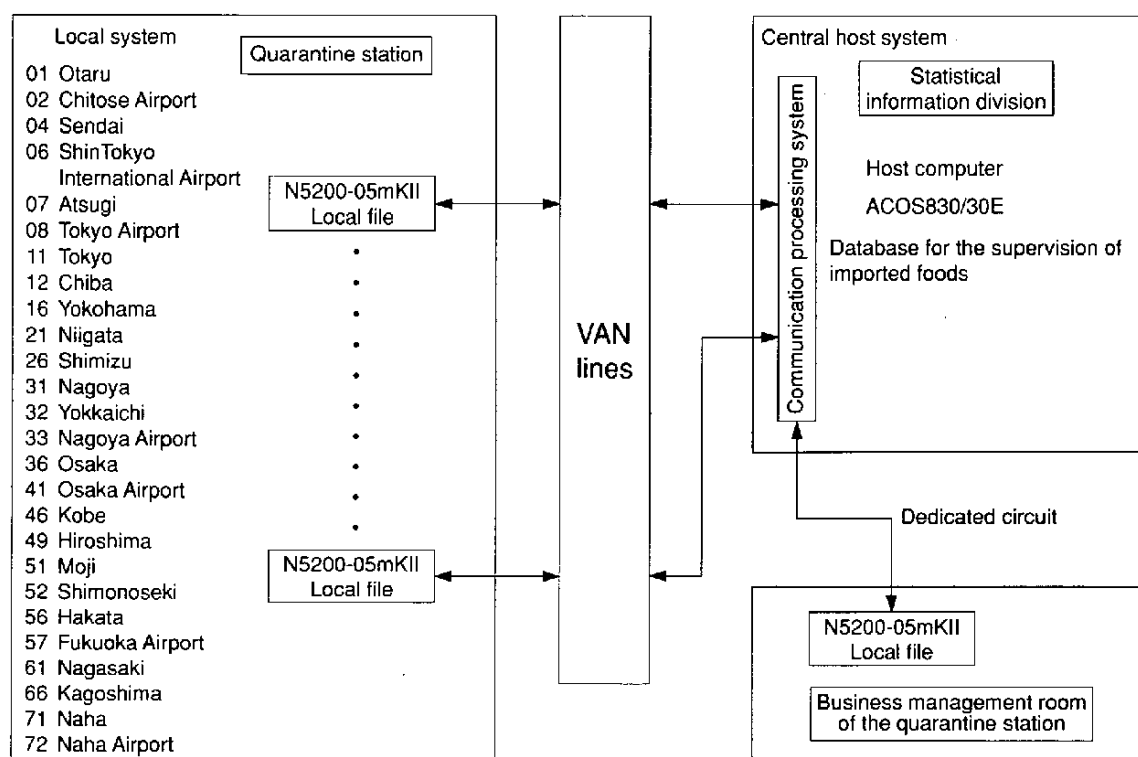 Local system
Quarantine station
01 Otaru
02 Chitose Airport
04 Sendai
06 ShinTokyo
International Airport
07 Atsugi
08 Tokyo Airport
11 Tokyo
12 Chiba
16 Yokohama
21 Niigata
26 Shimizu
31 Nagoya
32 Yokkaichi
33 Nagoya Airport
36 Osaka
41 Osaka Airport
46 Kobe
49 Hiroshima
51 Moji
52 Shimonoseki
56 Hakata
57 Fukuoka Airport
61 Nagasaki
66 Kagoshima
71 Naha
72 Naha Airport
N5200-05mKII
Local file
N5200-05mKII
Local file
VAN
lines
Central host system
Statistical
information division
Communication processing system
Host computer
ACOS830/30E
Database for the supervision of
imported foods
Dedicated circuit
N5200-05mKII
Local file
Business management room
of the quarantine station